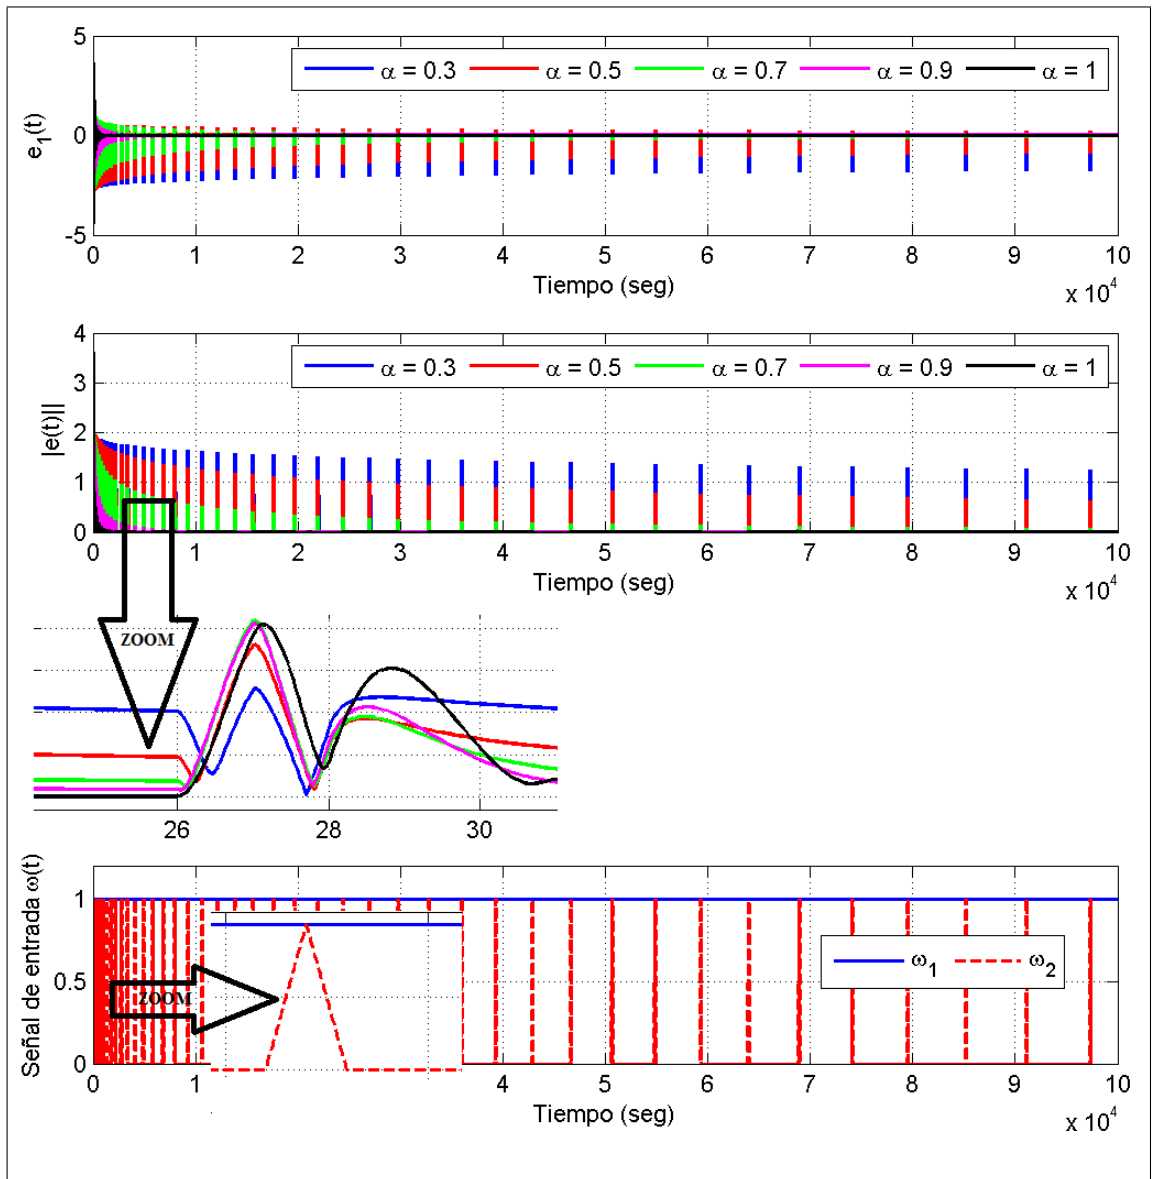 5
0
-5
e1(t)
α = 0.3 α = 0.5 α = 0.7 α = 0.9 α = 1
0 1 2 3 4 5 6 7 8 9 10
Tiempo (seg)
x 10^4
4
3
2
1
0
|e(t)||
α = 0.3 α = 0.5 α = 0.7 α = 0.9 α = 1
0 1 2 3 4 5 6 7 8 9 10
Tiempo (seg)
x 10^4
ZOOM
26 28 30
1
0.5
0
Señal de entrada ω(t)
ZOOM
ω1 ω2
0 1 2 3 4 5 6 7 8 9 10
Tiempo (seg)
x 10^4